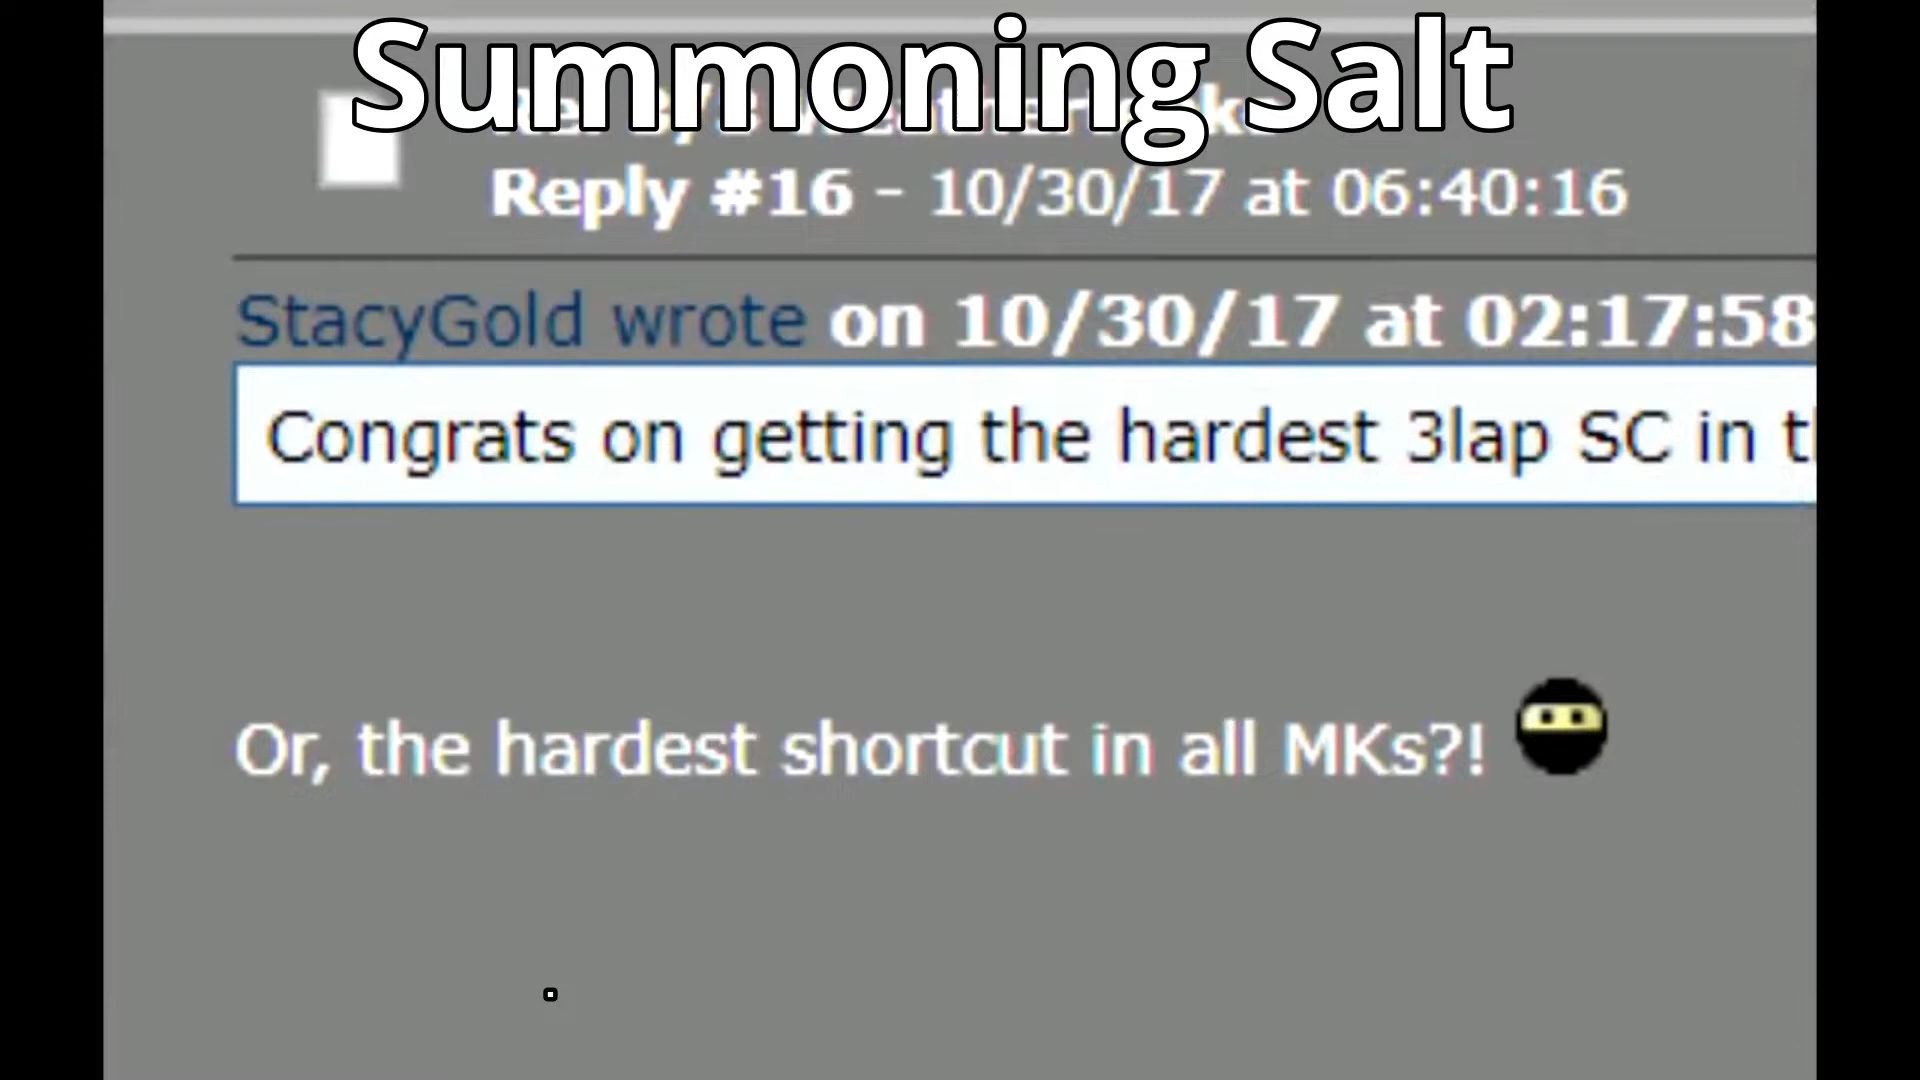 Summoning Salt
Reply #16 - 10/30/17 at 06:40:16
StacyGold wrote on 10/30/17 at 02:17:58
Congrats on getting the hardest 3lap SC in
Or, the hardest shortcut in all MKs?!